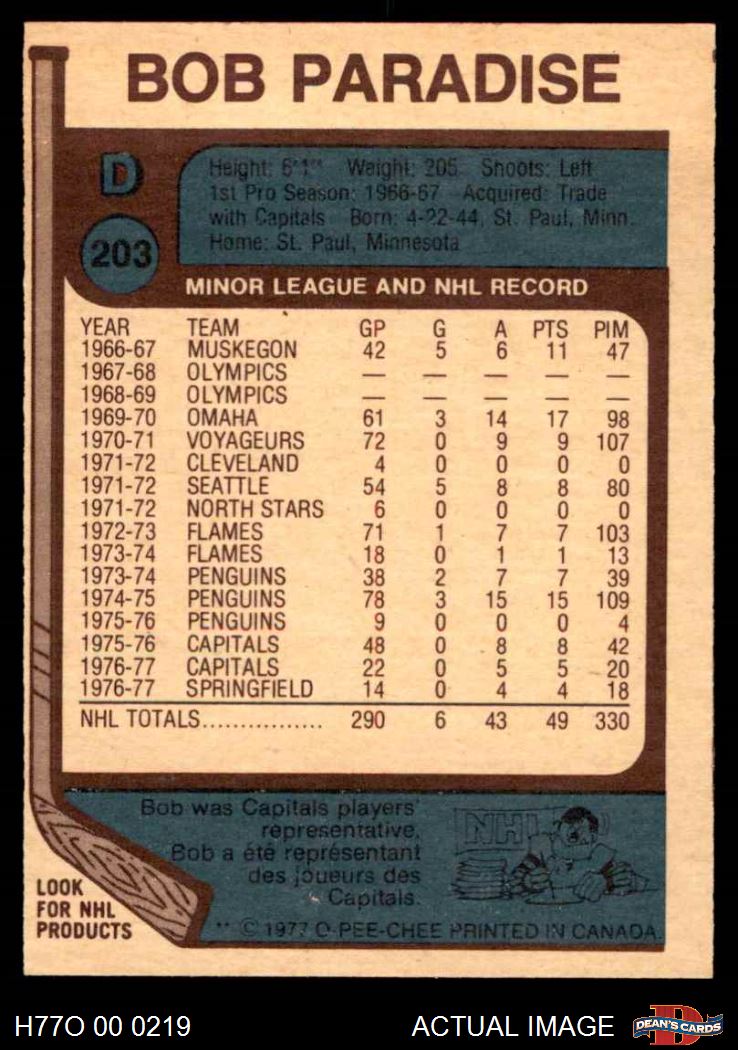 BOB PARADISE
D
203
Height: 6'1" Weight: 205 Shoots: Left
1st Pro Season: 1966-67 Acquired: Trade
with Capitals Born: 4-22-44, St. Paul, Minn.
Home: St. Paul, Minnesota
MINOR LEAGUE AND NHL RECORD
YEAR TEAM GP G A PTS PIM
1966-67 MUSKEGON 42 5 6 11 47
1967-68 OLYMPICS — — — — —
1968-69 OLYMPICS — — — — —
1969-70 OMAHA 61 3 14 17 98
1970-71 VOYAGEURS 72 0 9 9 107
1971-72 CLEVELAND 4 0 0 0 0
1971-72 SEATTLE 54 5 8 8 80
1971-72 NORTH STARS 6 0 0 0 0
1972-73 FLAMES 71 1 7 7 103
1973-74 FLAMES 18 0 1 1 13
1973-74 PENGUINS 38 2 7 7 39
1974-75 PENGUINS 78 3 15 15 109
1975-76 PENGUINS 9 0 0 0 4
1975-76 CAPITALS 48 0 8 8 42
1976-77 CAPITALS 22 0 5 5 20
1976-77 SPRINGFIELD 14 0 4 4 18
NHL TOTALS................ 290 6 43 49 330
Bob was Capitals players'
representative.
Bob a été représentant
des joueurs des
Capitals.
NHL
LOOK
FOR NHL
PRODUCTS
** © 1977 O-PEE-CHEE PRINTED IN CANADA.
H77O 00 0219
ACTUAL IMAGE
D
DEAN'S CARDS